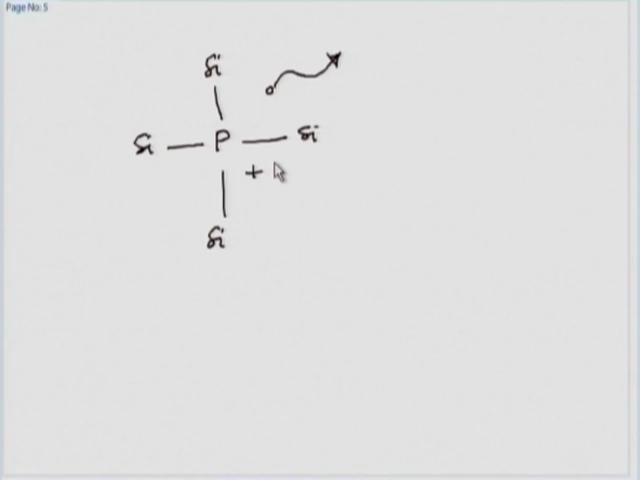 Page No: 5
Si
Si — P — Si
+
Si